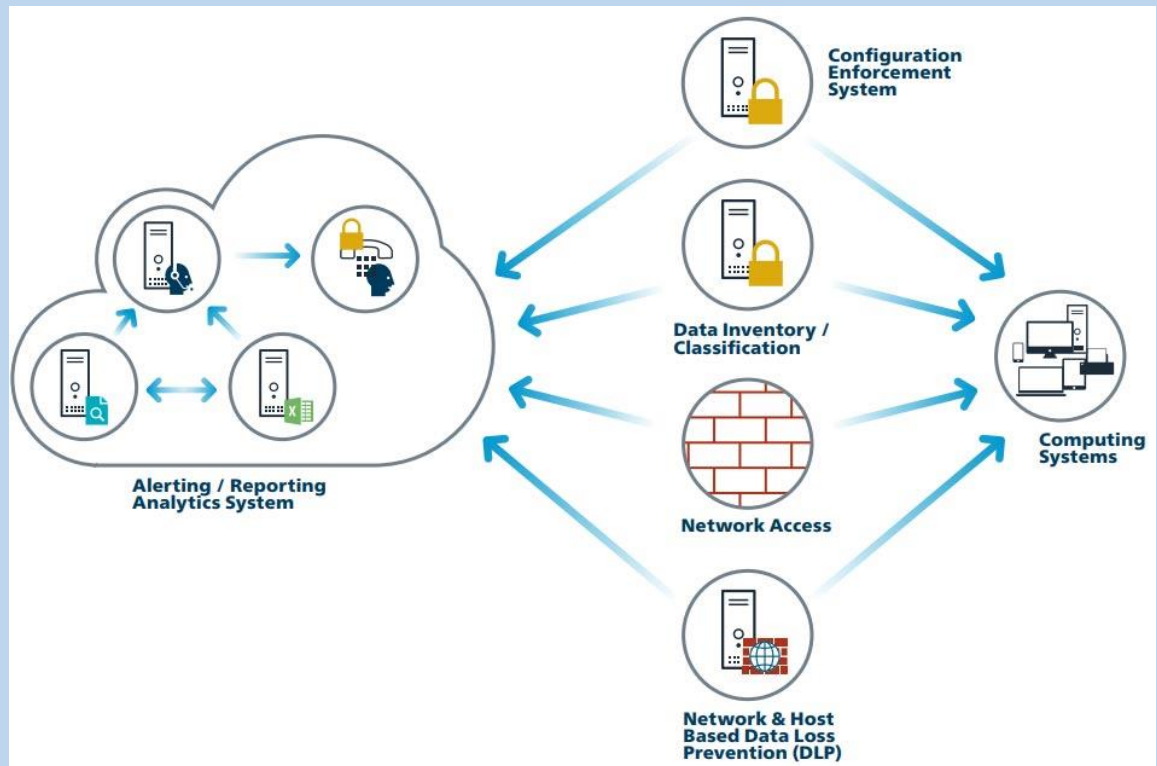 Configuration
Enforcement
System
Data Inventory /
Classification
Computing
Systems
Alerting / Reporting
Analytics System
Network Access
Network & Host
Based Data Loss
Prevention (DLP)
X